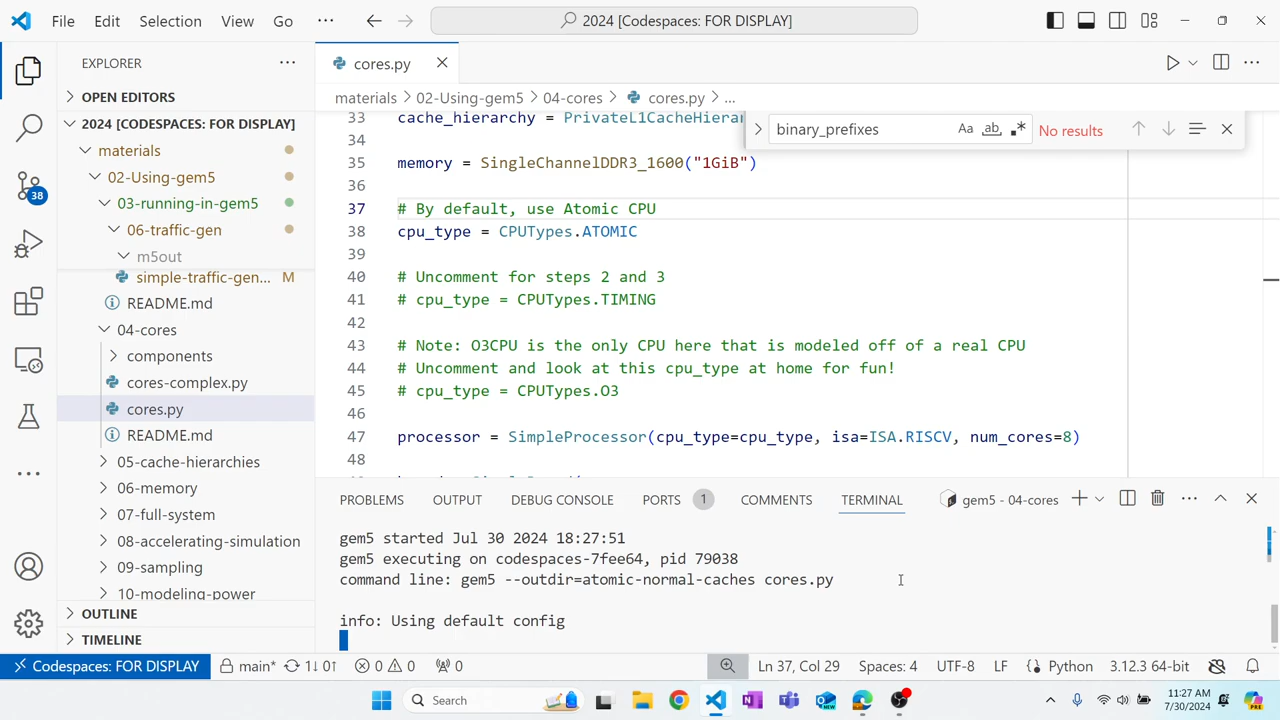 File Edit Selection View Go ··· 2024 [Codespaces: FOR DISPLAY]
EXPLORER
OPEN EDITORS
2024 [CODESPACES: FOR DISPLAY]
materials
02-Using-gem5
03-running-in-gem5
06-traffic-gen
m5out
simple-traffic-gen... M
README.md
04-cores
components
cores-complex.py
cores.py
README.md
05-cache-hierarchies
06-memory
07-full-system
08-accelerating-simulation
09-sampling
10-modeling-power
OUTLINE
TIMELINE
38
cores.py
materials > 02-Using-gem5 > 04-cores > cores.py > ...
binary_prefixes Aa ab .* No results
33 cache_hierarchy = PrivateL1CacheHierar
34
35 memory = SingleChannelDDR3_1600("1GiB")
36
37 # By default, use Atomic CPU
38 cpu_type = CPUTypes.ATOMIC
39
40 # Uncomment for steps 2 and 3
41 # cpu_type = CPUTypes.TIMING
42
43 # Note: O3CPU is the only CPU here that is modeled off of a real CPU
44 # Uncomment and look at this cpu_type at home for fun!
45 # cpu_type = CPUTypes.O3
46
47 processor = SimpleProcessor(cpu_type=cpu_type, isa=ISA.RISCV, num_cores=8)
48
PROBLEMS OUTPUT DEBUG CONSOLE PORTS 1 COMMENTS TERMINAL gem5 - 04-cores
gem5 started Jul 30 2024 18:27:51
gem5 executing on codespaces-7fee64, pid 79038
command line: gem5 --outdir=atomic-normal-caches cores.py
info: Using default config
Codespaces: FOR DISPLAY main* 1↓ 0↑ 0 0 0 Ln 37, Col 29 Spaces: 4 UTF-8 LF Python 3.12.3 64-bit
Search
11:27 AM
7/30/2024